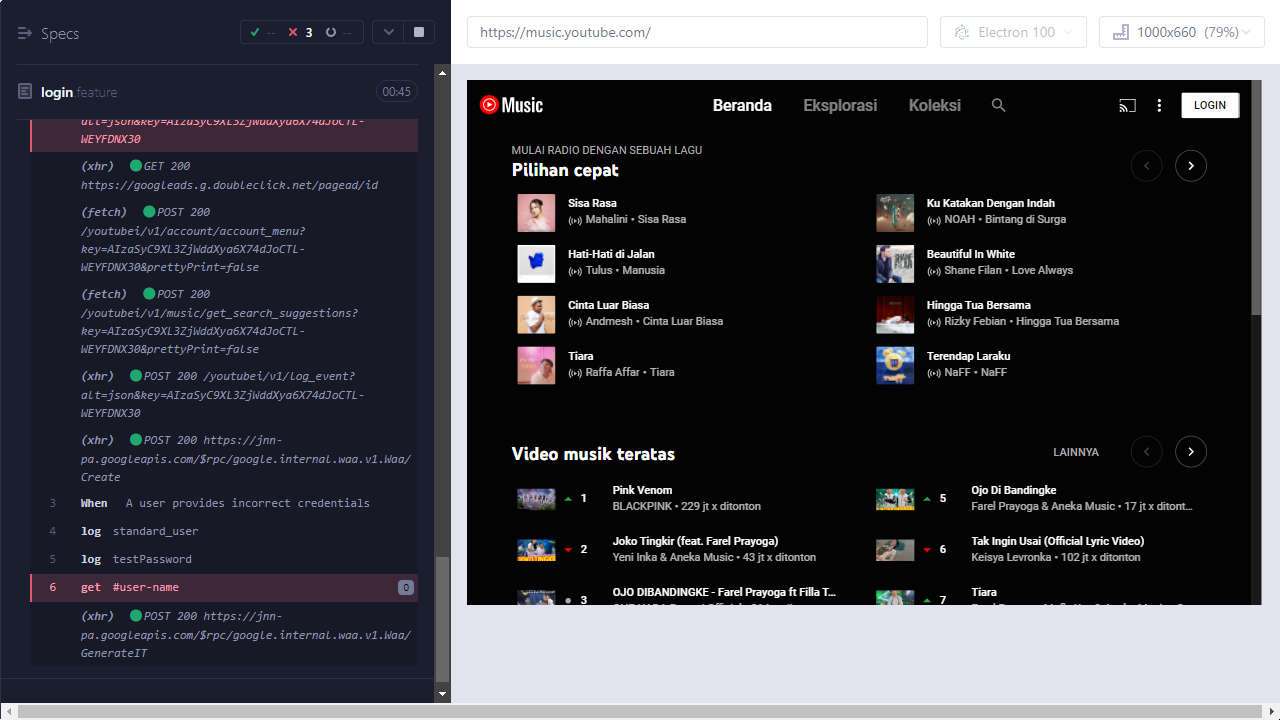 Specs
-- 3 --
https://music.youtube.com/
Electron 100
1000x660 (79%)
login.feature
00:45
alt=json&key=AIzaSyC9XL3ZjWddXya6X74dJoCTL-
WEYFDNX30
(xhr) GET 200
https://googleads.g.doubleclick.net/pagead/id
(fetch) POST 200
/youtubei/v1/account/account_menu?
key=AIzaSyC9XL3ZjWddXya6X74dJoCTL-
WEYFDNX30&prettyPrint=false
(fetch) POST 200
/youtubei/v1/music/get_search_suggestions?
key=AIzaSyC9XL3ZjWddXya6X74dJoCTL-
WEYFDNX30&prettyPrint=false
(xhr) POST 200 /youtubei/v1/log_event?
alt=json&key=AIzaSyC9XL3ZjWddXya6X74dJoCTL-
WEYFDNX30
(xhr) POST 200 https://jnn-
pa.googleapis.com/$rpc/google.internal.waa.v1.Waa/
Create
3 When A user provides incorrect credentials
4 log standard_user
5 log testPassword
6 get #user-name 0
(xhr) POST 200 https://jnn-
pa.googleapis.com/$rpc/google.internal.waa.v1.Waa/
GenerateIT
Music
Beranda Eksplorasi Koleksi
LOGIN
MULAI RADIO DENGAN SEBUAH LAGU
Pilihan cepat
Sisa Rasa
Mahalini • Sisa Rasa
Hati-Hati di Jalan
Tulus • Manusia
Cinta Luar Biasa
Andmesh • Cinta Luar Biasa
Tiara
Raffa Affar • Tiara
Ku Katakan Dengan Indah
NOAH • Bintang di Surga
Beautiful In White
Shane Filan • Love Always
Hingga Tua Bersama
Rizky Febian • Hingga Tua Bersama
Terendap Laraku
NaFF • NaFF
Video musik teratas
LAINNYA
1 Pink Venom
BLACKPINK • 229 jt x ditonton
2 Joko Tingkir (feat. Farel Prayoga)
Yeni Inka & Aneka Music • 43 jt x ditonton
3 OJO DIBANDINGKE - Farel Prayoga ft Filla T...
5 Ojo Di Bandingke
Farel Prayoga & Aneka Music • 17 jt x ditont...
6 Tak Ingin Usai (Official Lyric Video)
Keisya Levronka • 102 jt x ditonton
7 Tiara